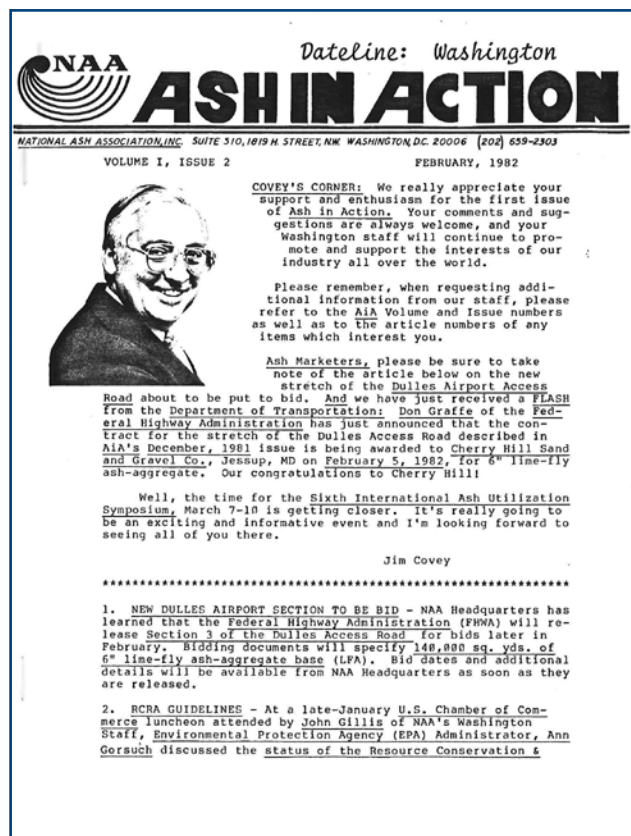 Dateline: Washington
NAA
ASH IN ACTION
NATIONAL ASH ASSOCIATION, INC. SUITE 510, 1819 H. STREET, N.W. WASHINGTON, D.C. 20006 (202) 659-2303
VOLUME I, ISSUE 2 FEBRUARY, 1982
COVEY'S CORNER: We really appreciate your
support and enthusiasm for the first issue
of Ash in Action. Your comments and sug-
gestions are always welcome, and your
Washington staff will continue to pro-
mote and support the interests of our
industry all over the world.
Please remember, when requesting addi-
tional information from our staff, please
refer to the AiA Volume and Issue numbers
as well as to the article numbers of any
items which interest you.
Ash Marketers, please be sure to take
note of the article below on the new
stretch of the Dulles Airport Access
Road about to be put to bid. And we have just received a FLASH
from the Department of Transportation: Don Graffe of the Fed-
eral Highway Administration has just announced that the con-
tract for the stretch of the Dulles Access Road described in
AiA's December, 1981 issue is being awarded to Cherry Hill Sand
and Gravel Co., Jessup, MD on February 5, 1982, for 6" lime-fly
ash-aggregate. Our congratulations to Cherry Hill!
Well, the time for the Sixth International Ash Utilization
Symposium, March 7-10 is getting closer. It's really going to
be an exciting and informative event and I'm looking forward to
seeing all of you there.
Jim Covey
*****************************************************************
1. NEW DULLES AIRPORT SECTION TO BE BID - NAA Headquarters has
learned that the Federal Highway Administration (FHWA) will re-
lease Section 3 of the Dulles Access Road for bids later in
February. Bidding documents will specify 140,000 sq. yds. of
6" lime-fly ash-aggregate base (LFA). Bid dates and additional
details will be available from NAA Headquarters as soon as they
are released.
2. RCRA GUIDELINES - At a late-January U.S. Chamber of Com-
merce luncheon attended by John Gillis of NAA's Washington
Staff, Environmental Protection Agency (EPA) Administrator, Ann
Gorsuch discussed the status of the Resource Conservation &